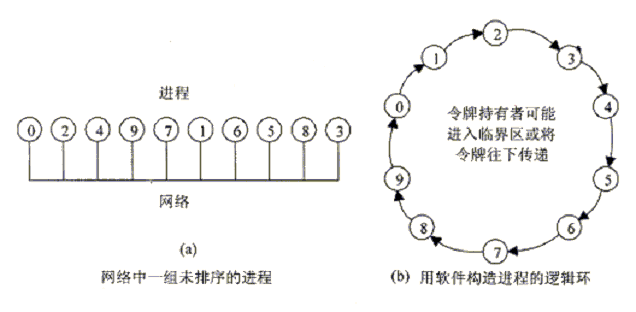 进程
0 2 4 9 7 1 6 5 8 3
网络
(a)
网络中一组未排序的进程
2
1
3
0
4
令牌持有者可能
进入临界区或将
令牌往下传递
9
5
8
6
7
(b) 用软件构造进程的逻辑环